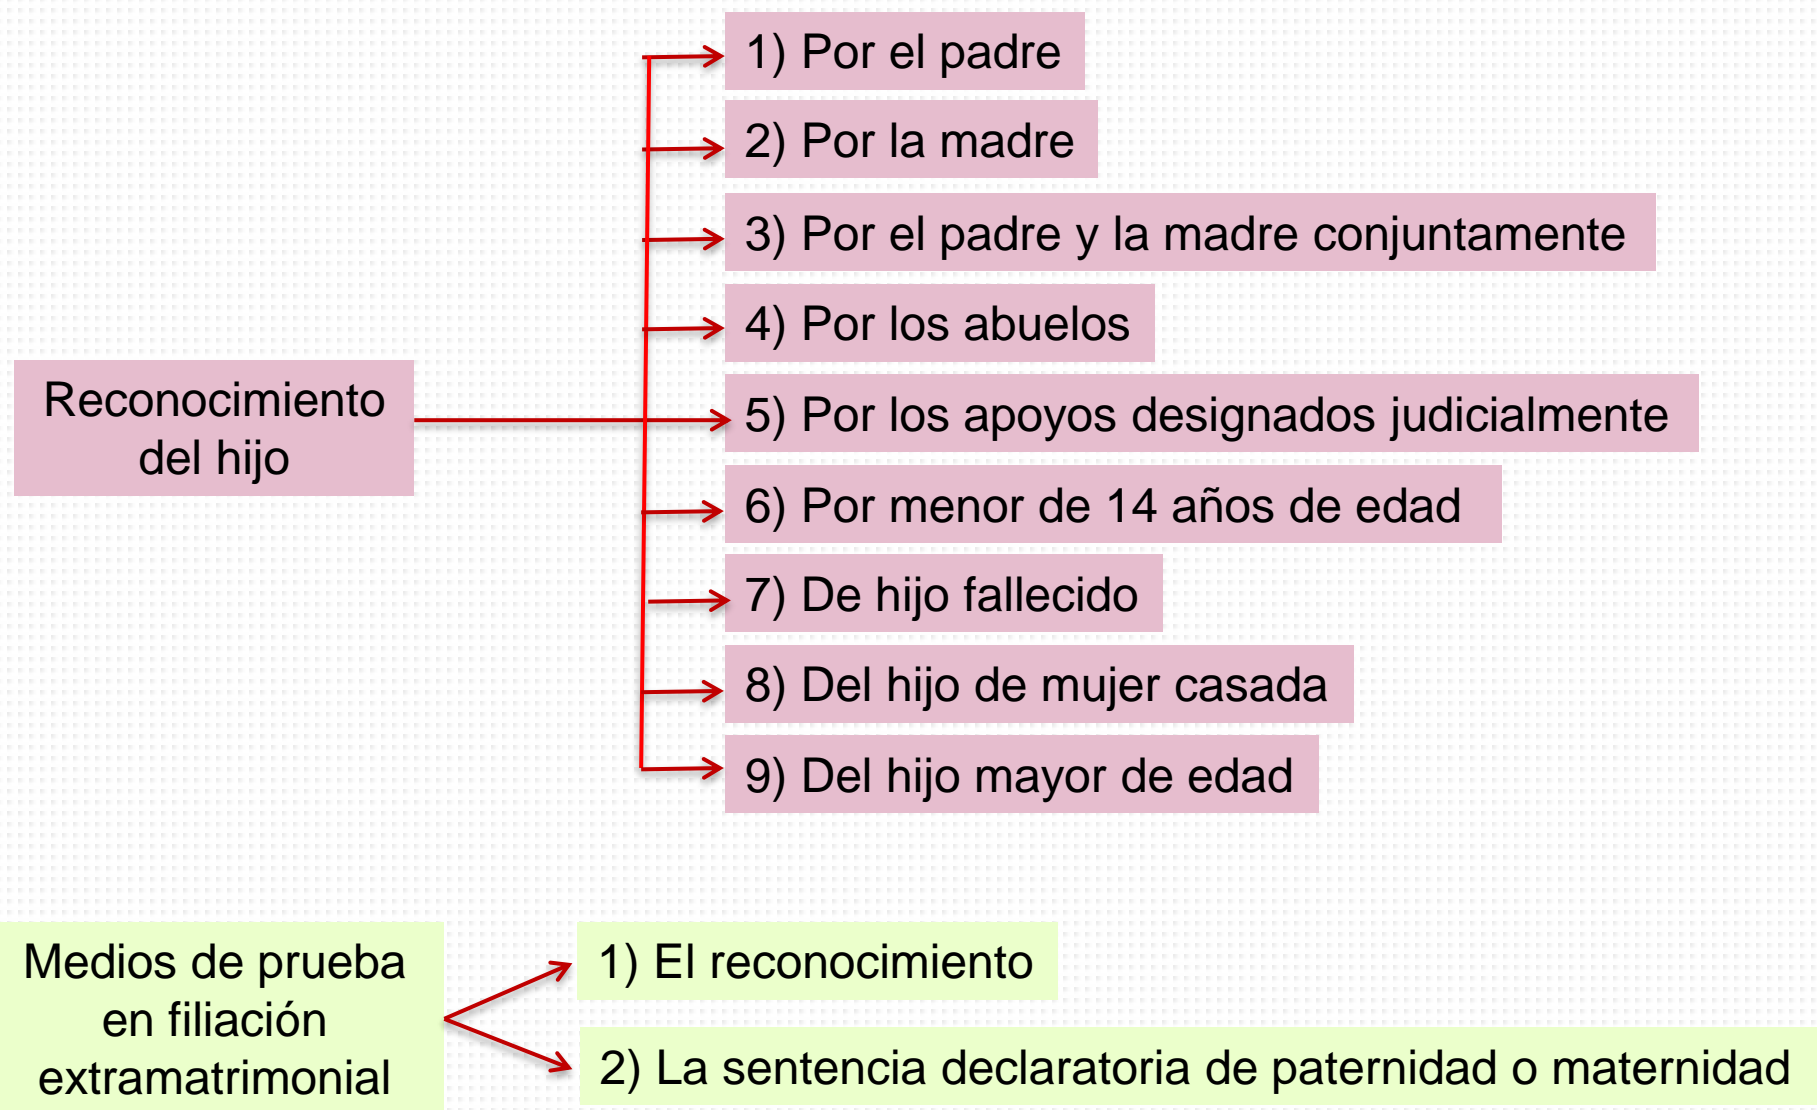 1) Por el padre
2) Por la madre
3) Por el padre y la madre conjuntamente
4) Por los abuelos
Reconocimiento
del hijo
5) Por los apoyos designados judicialmente
6) Por menor de 14 años de edad
7) De hijo fallecido
8) Del hijo de mujer casada
9) Del hijo mayor de edad
Medios de prueba
en filiación
extramatrimonial
1) El reconocimiento
2) La sentencia declaratoria de paternidad o maternidad